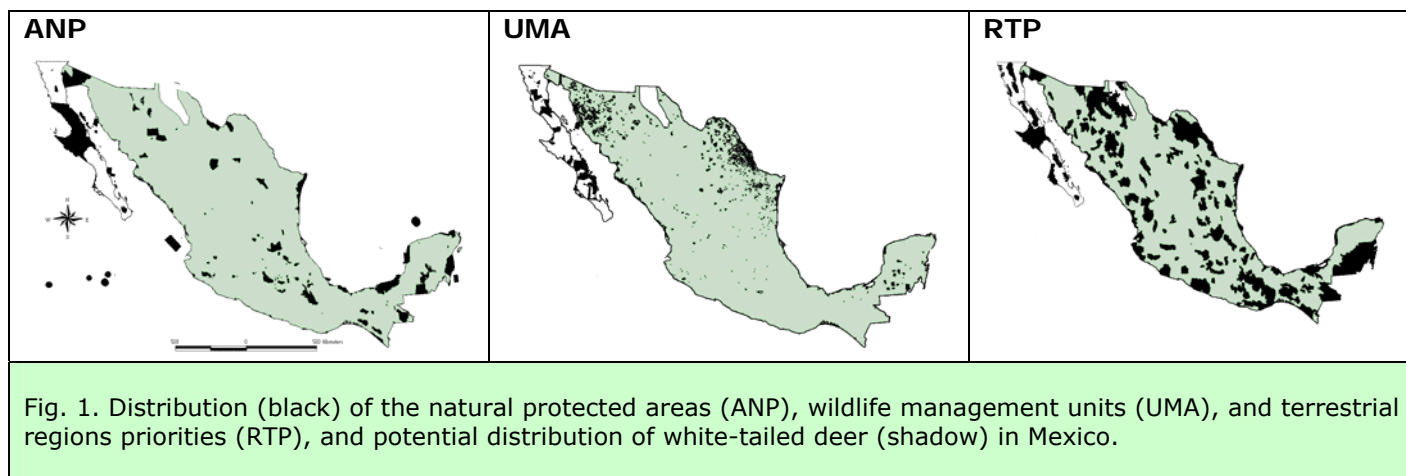 ANP
UMA
RTP
N
W
E
S
0
Fig. 1. Distribution (black) of the natural protected areas (ANP), wildlife management units (UMA), and terrestrial
regions priorities (RTP), and potential distribution of white-tailed deer (shadow) in Mexico.